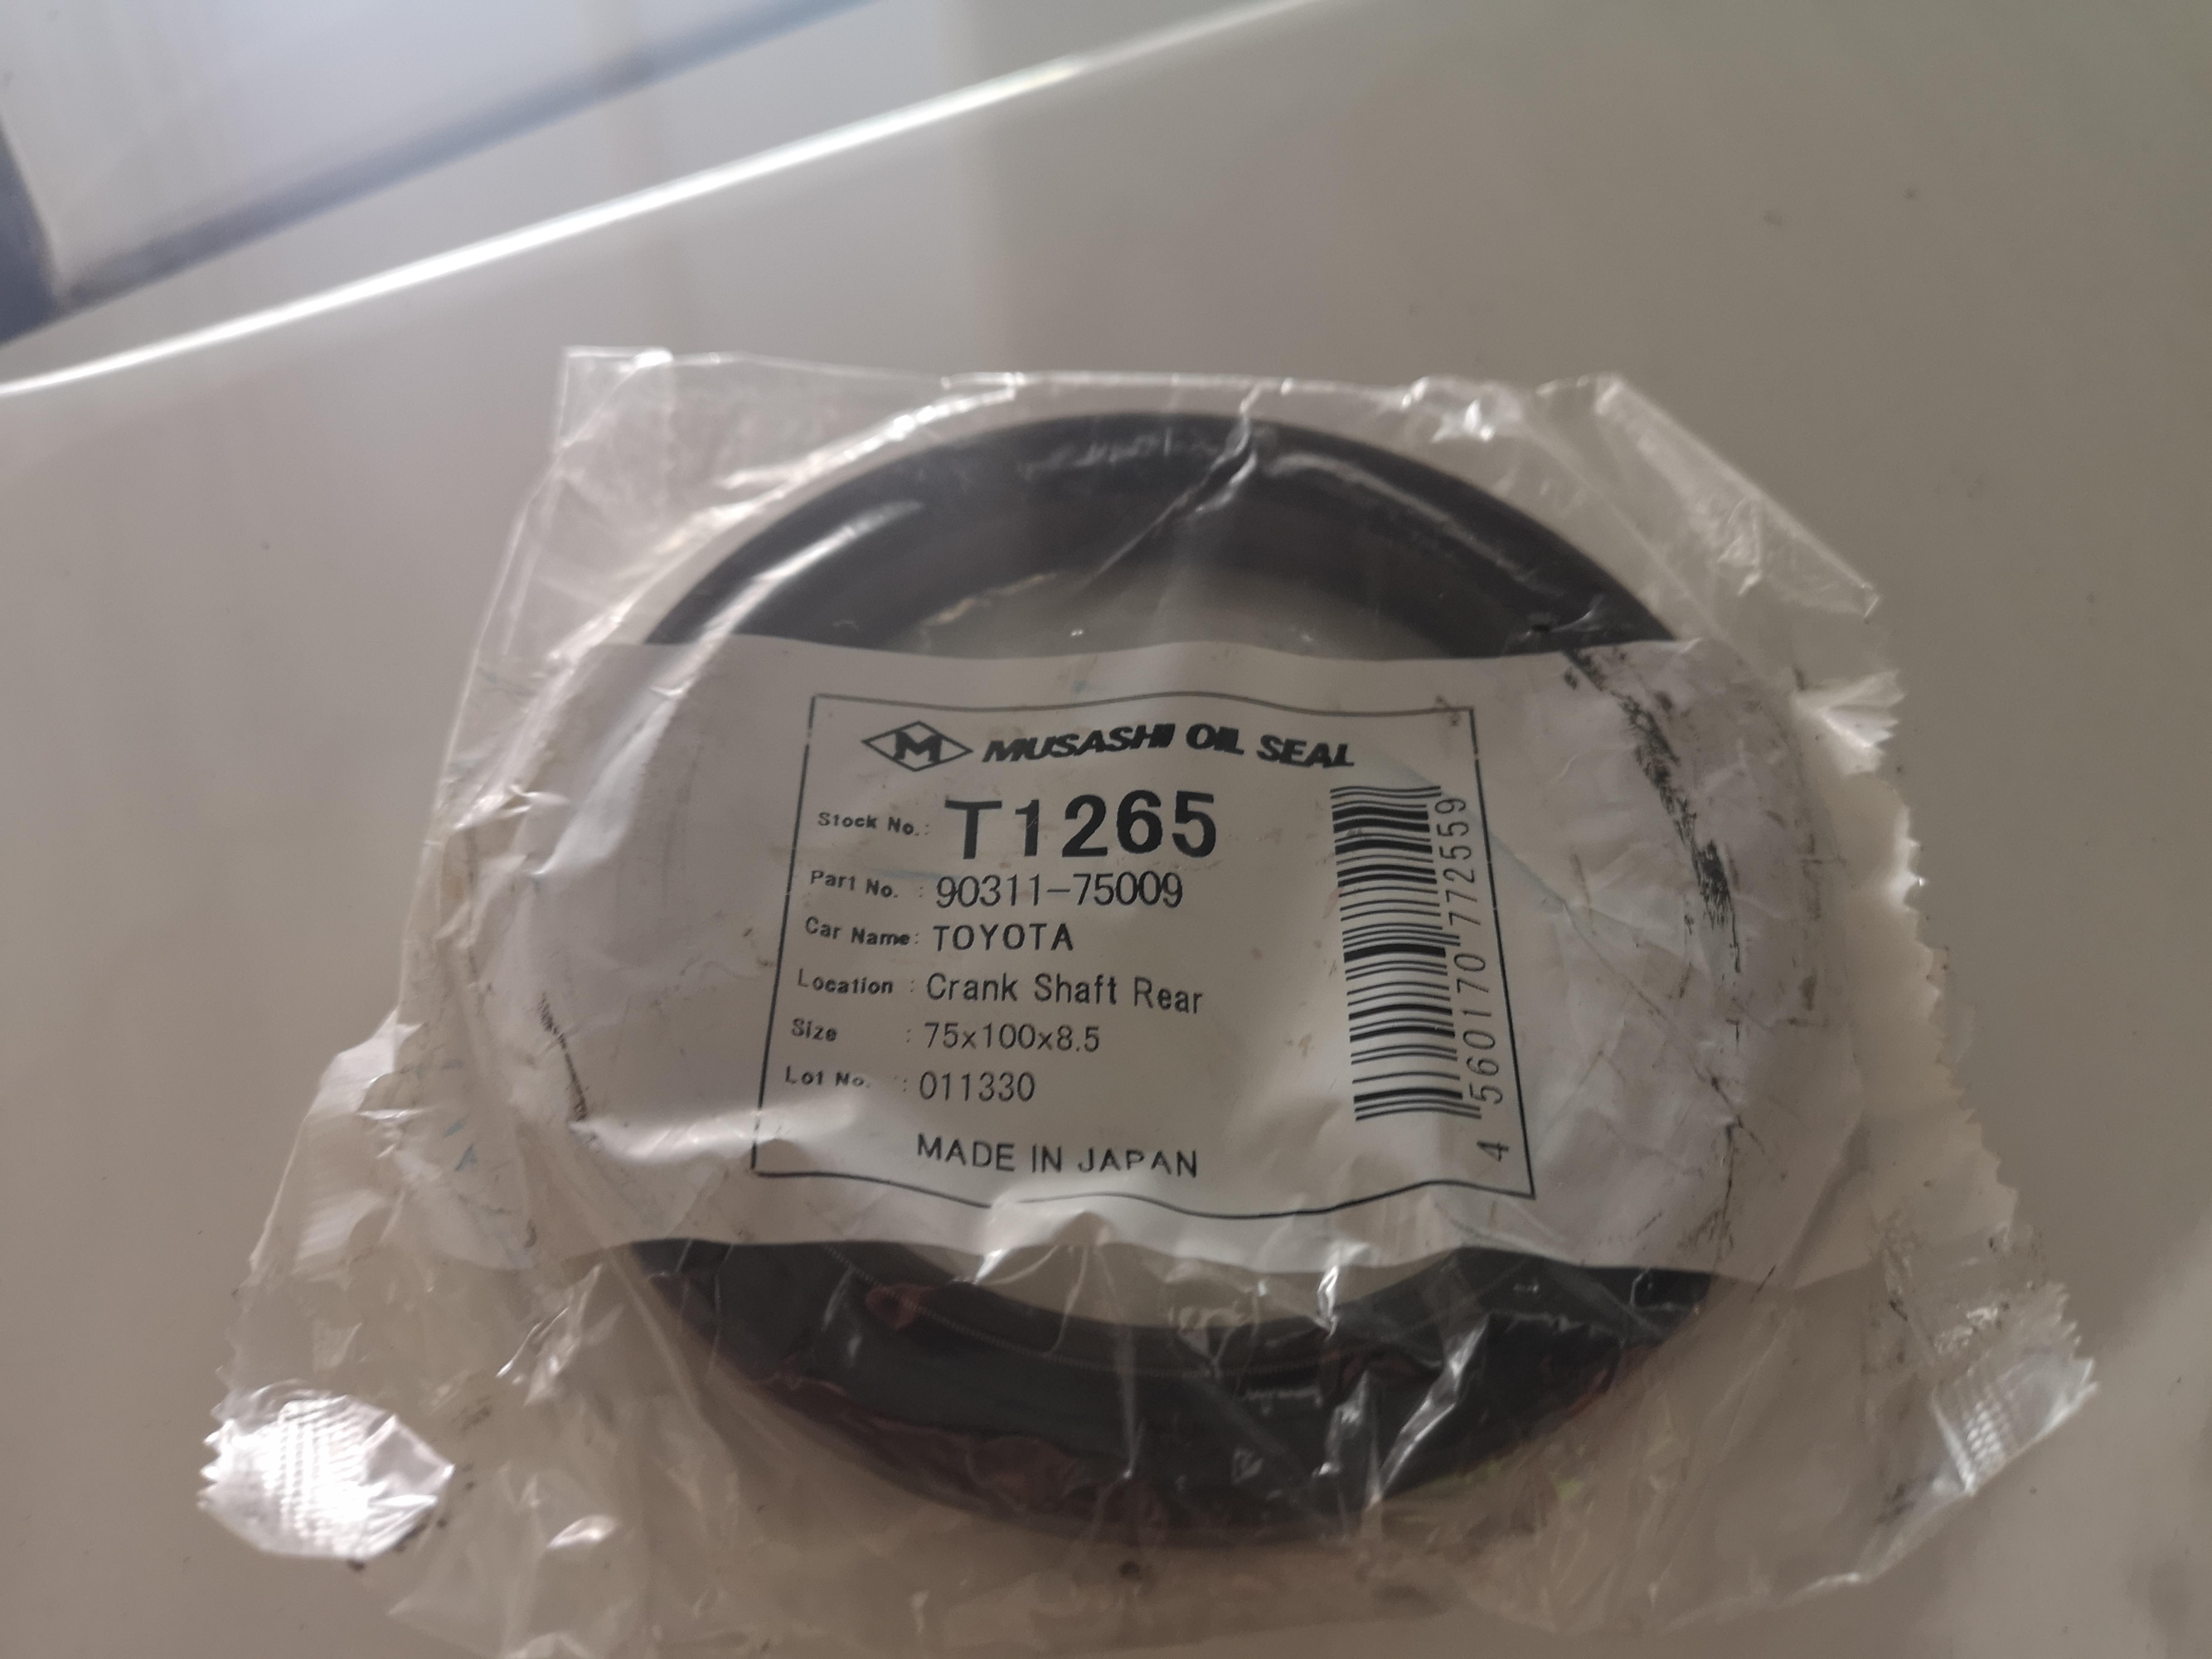 M MUSASHI OIL SEAL
Stock No.: T1265
Part No. : 90311-75009
Car Name: TOYOTA
Location : Crank Shaft Rear
Size : 75x100x8.5
Lot No. : 011330
MADE IN JAPAN
4 560170 772559